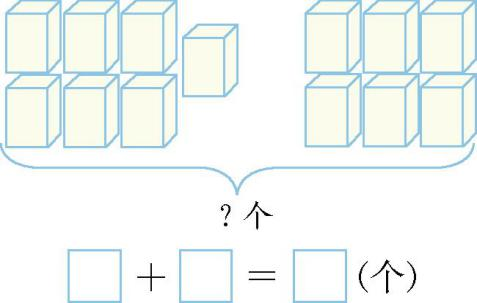 ?个
□ + □ = □ (个)